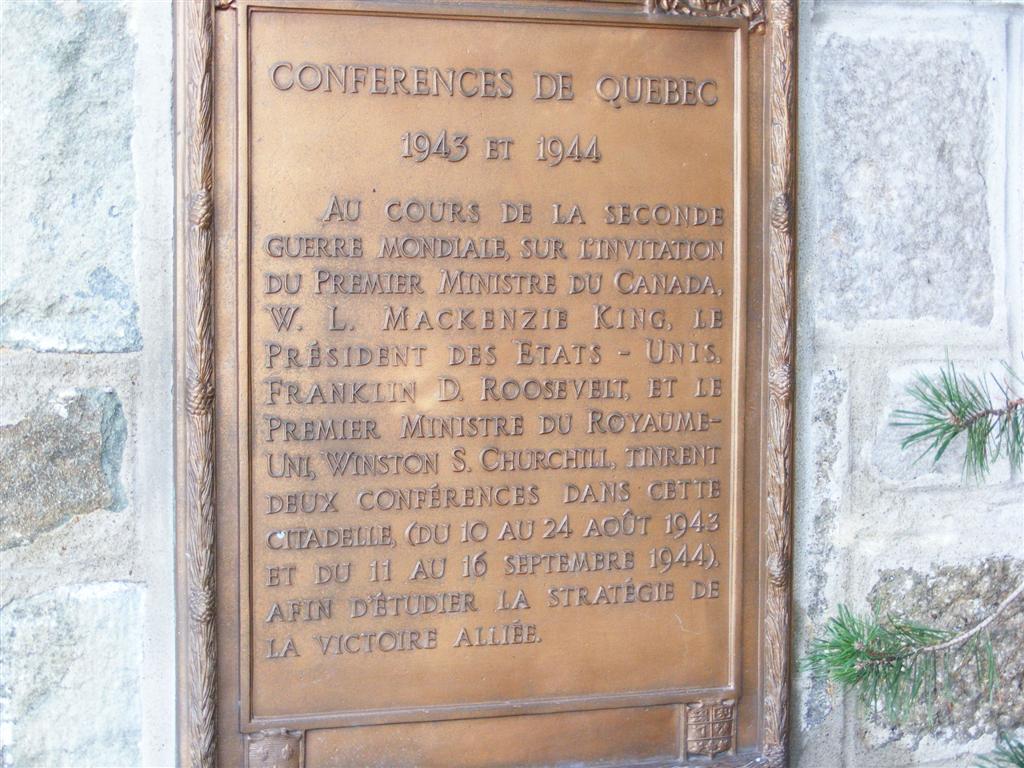 CONFERENCES DE QUEBEC
1943 ET 1944
AU COURS DE LA SECONDE
GUERRE MONDIALE, SUR L'INVITATION
DU PREMIER MINISTRE DU CANADA,
W. L. MACKENZIE KING, LE
PRÉSIDENT DES ETATS - UNIS,
FRANKLIN D. ROOSEVELT, ET LE
PREMIER MINISTRE DU ROYAUME-
UNI, WINSTON S. CHURCHILL, TINRENT
DEUX CONFÉRENCES DANS CETTE
CITADELLE, (DU 10 AU 24 AOÛT 1943
ET DU 11 AU 16 SEPTEMBRE 1944),
AFIN D'ÉTUDIER LA STRATÉGIE DE
LA VICTOIRE ALLIÉE.